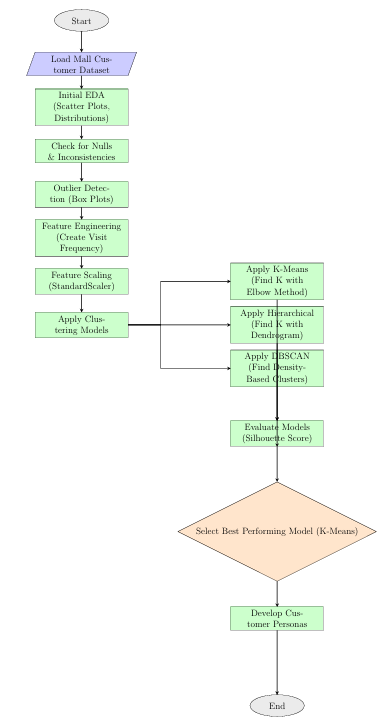 Start
Load Mall Cus-
tomer Dataset
Initial EDA
(Scatter Plots,
Distributions)
Check for Nulls
& Inconsistencies
Outlier Detec-
tion (Box Plots)
Feature Engineering
(Create Visit
Frequency)
Feature Scaling
(StandardScaler)
Apply Clus-
tering Models
Apply K-Means
(Find K with
Elbow Method)
Apply Hierarchical
(Find K with
Dendrogram)
Apply DBSCAN
(Find Density-
Based Clusters)
Evaluate Models
(Silhouette Score)
Select Best Performing Model (K-Means)
Develop Cus-
tomer Personas
End